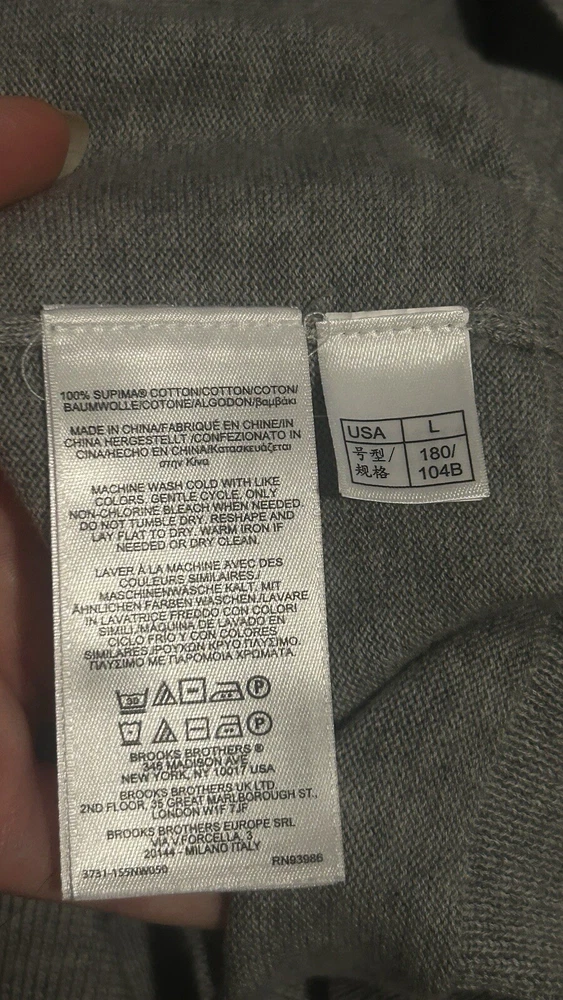 100% SUPIMA® COTTON/COTTON/COTON/
BAUMWOLLE/COTONE/ALGODON/βαμβάκι
MADE IN CHINA/FABRIQUÉ EN CHINE/IN
CHINA HERGESTELLT /CONFEZIONATO IN
CINA/HECHO EN CHINA/Κατασκευάζεται
στην Κίνα
MACHINE WASH COLD WITH LIKE
COLORS, GENTLE CYCLE. ONLY
NON-CHLORINE BLEACH WHEN NEEDED.
DO NOT TUMBLE DRY. RESHAPE AND
LAY FLAT TO DRY. WARM IRON IF
NEEDED OR DRY CLEAN.
LAVER À LA MACHINE AVEC DES
COULEURS SIMILAIRES./
MASCHINENWÄSCHE KALT, MIT
ÄHNLICHEN FARBEN WASCHEN./LAVARE
IN LAVATRICE FREDDO CON COLORI
SIMILI./MAQUINA DE LAVADO EN
CICLO FRIO Y CON COLORES
SIMILARES./ΡΟΥΧΩΝ ΚΡΥΟ ΠΛΥΣΙΜΟ.
ΠΛΥΣΙΜΟ ΜΕ ΠΑΡΟΜΟΙΑ ΧΡΩΜΑΤΑ.
30 P
P
BROOKS BROTHERS ®
346 MADISON AVE.
NEW YORK, NY 10017 USA
BROOKS BROTHERS UK LTD.
2ND FLOOR, 35 GREAT MARLBOROUGH ST.,
LONDON W1F 7JF
BROOKS BROTHERS EUROPE SRL
VIA V.FORCELLA, 3
20144 - MILANO ITALY
3731-155NW050 RN93986
USA L
号型/ 180/
规格 104B